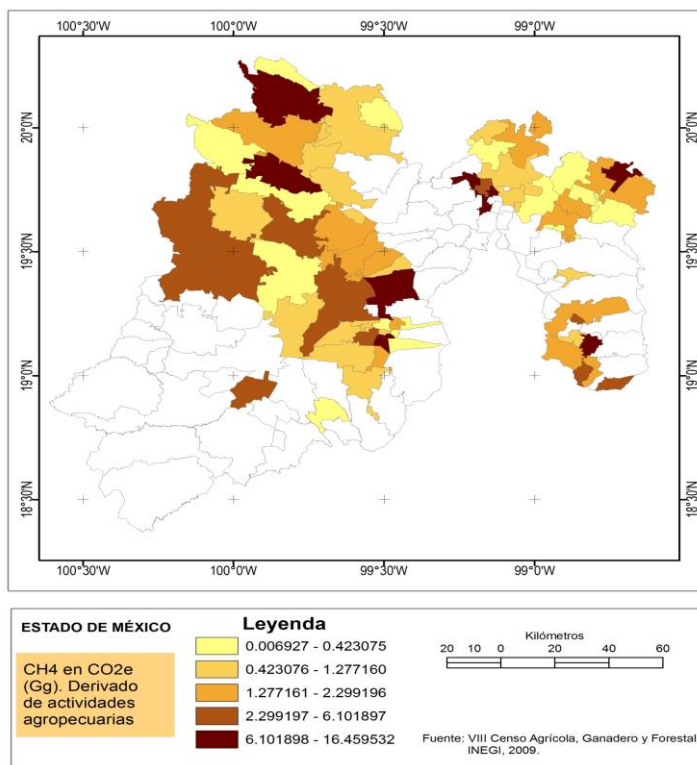 100°30'W 100°0'W 99°30'W 99°0'W
20°0'N 20°0'N
19°30'N 19°30'N
19°0'N 19°0'N
18°30'N 18°30'N
100°30'W 100°0'W 99°30'W 99°0'W
ESTADO DE MÉXICO
CH4 en CO2e
(Gg). Derivado
de actividades
agropecuarias
Leyenda
0.006927 - 0.423075
0.423076 - 1.277160
1.277161 - 2.299196
2.299197 - 6.101897
6.101898 - 16.459532
Kilómetros
20 10 0 20 40 60
Fuente: VIII Censo Agrícola, Ganadero y Forestal
INEGI, 2009.